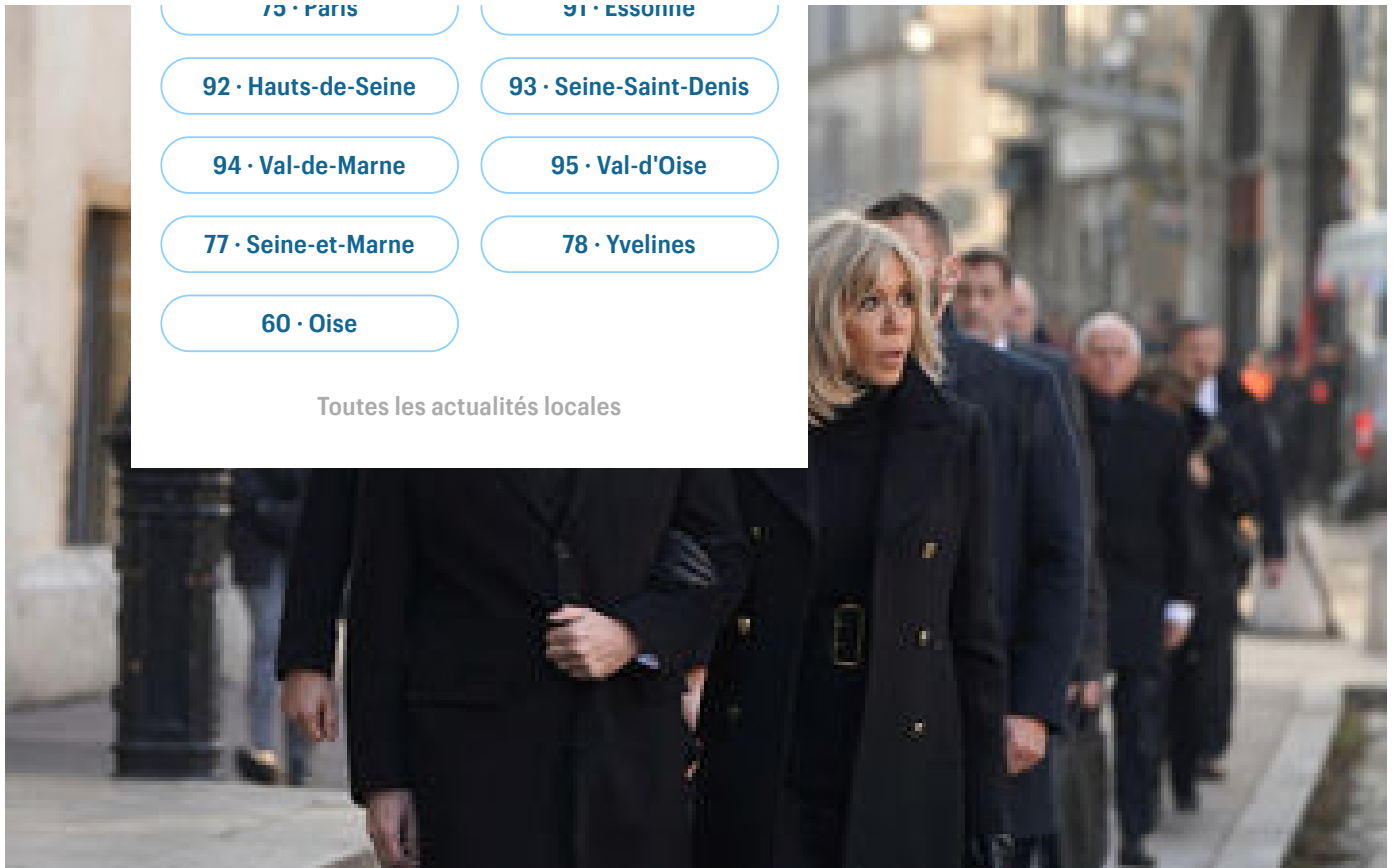 75 · Paris
91 · Essonne
92 · Hauts-de-Seine
93 · Seine-Saint-Denis
94 · Val-de-Marne
95 · Val-d'Oise
77 · Seine-et-Marne
78 · Yvelines
60 · Oise
Toutes les actualités locales